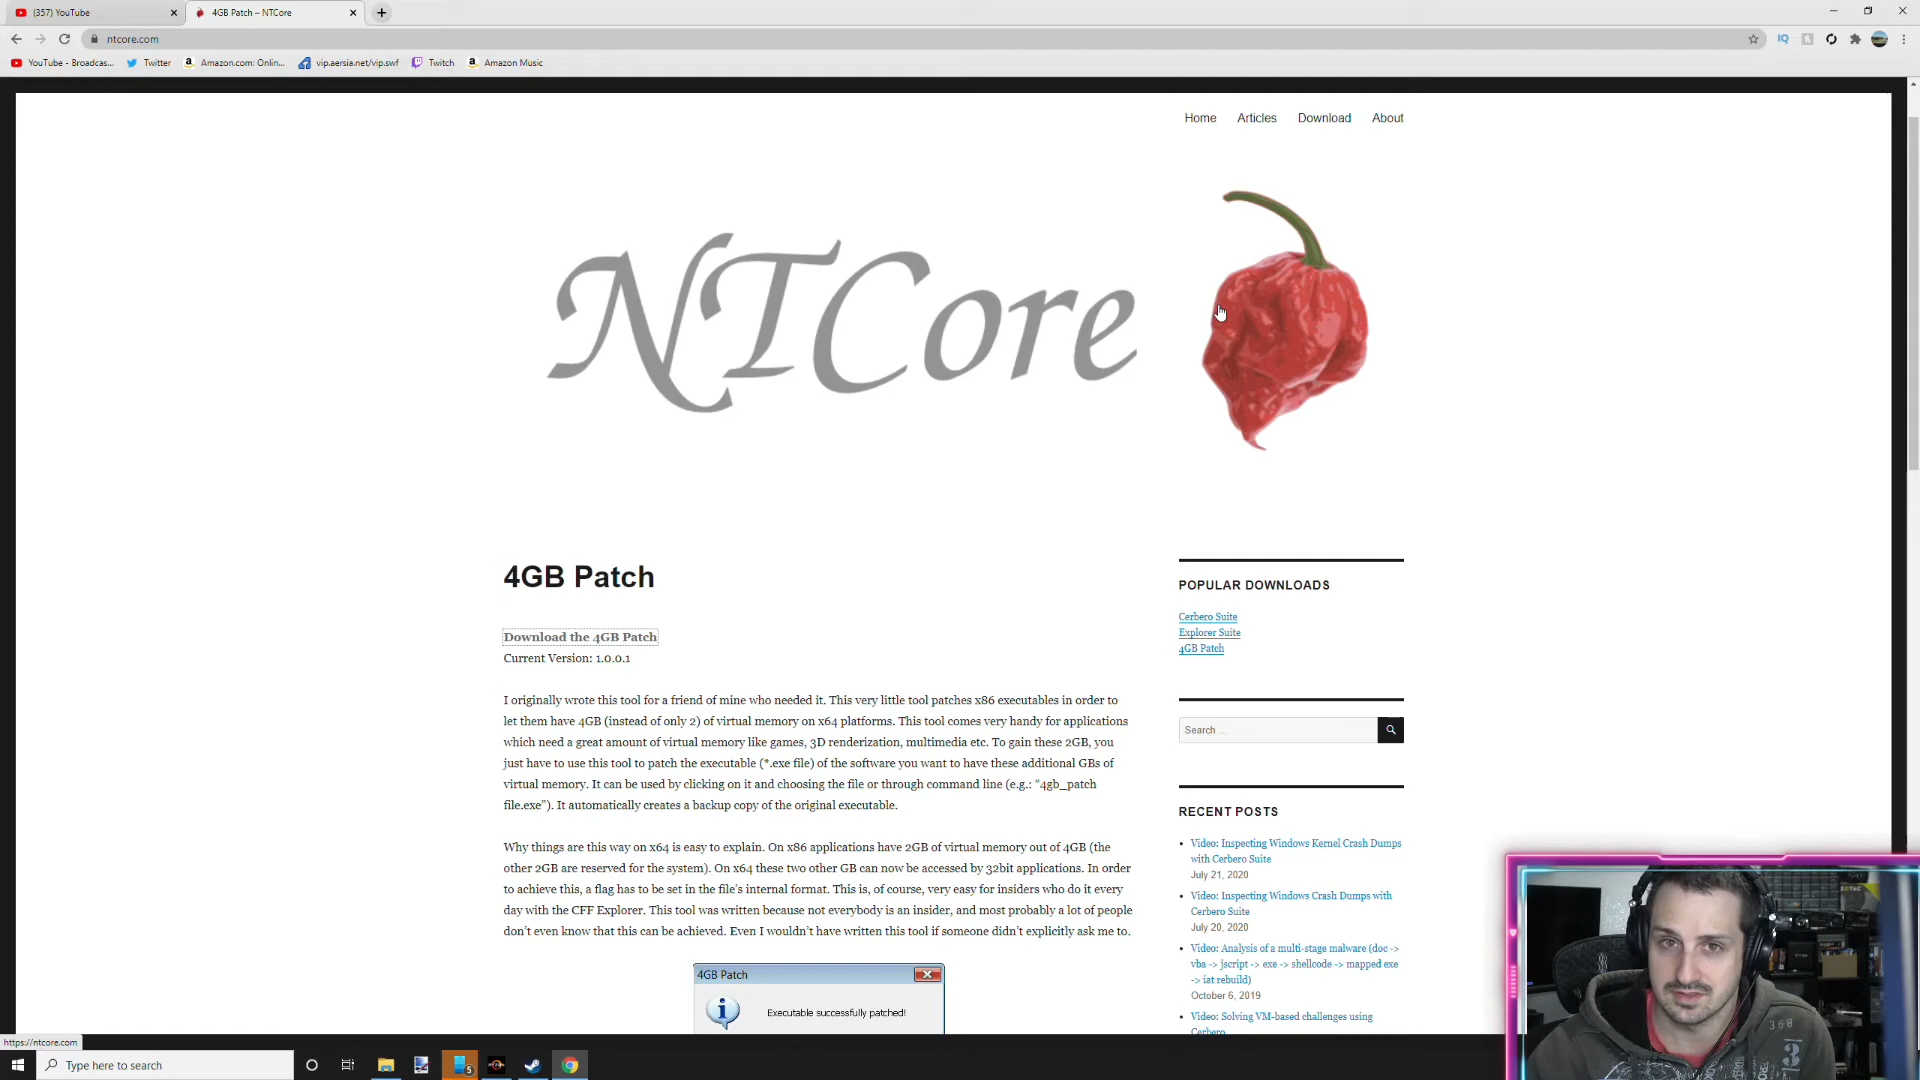 (357) YouTube
4GB Patch – NTCore
ntcore.com
YouTube - Broadcas...
Twitter
Amazon.com: Onlin...
vip.aersia.net/vip.swf
Twitch
Amazon Music
Home
Articles
Download
About
NTCore
4GB Patch
Download the 4GB Patch
Current Version: 1.0.0.1
I originally wrote this tool for a friend of mine who needed it. This very little tool patches x86 executables in order to
let them have 4GB (instead of only 2) of virtual memory on x64 platforms. This tool comes very handy for applications
which need a great amount of virtual memory like games, 3D renderization, multimedia etc. To gain these 2GB, you
just have to use this tool to patch the executable (*.exe file) of the software you want to have these additional GBs of
virtual memory. It can be used by clicking on it and choosing the file or through command line (e.g.: “4gb_patch
file.exe”). It automatically creates a backup copy of the original executable.
Why things are this way on x64 is easy to explain. On x86 applications have 2GB of virtual memory out of 4GB (the
other 2GB are reserved for the system). On x64 these two other GB can now be accessed by 32bit applications. In order
to achieve this, a flag has to be set in the file’s internal format. This is, of course, very easy for insiders who do it every
day with the CFF Explorer. This tool was written because not everybody is an insider, and most probably a lot of people
don’t even know that this can be achieved. Even I wouldn’t have written this tool if someone didn’t explicitly ask me to.
4GB Patch
Executable successfully patched!
POPULAR DOWNLOADS
Cerbero Suite
Explorer Suite
4GB Patch
Search …
RECENT POSTS
Video: Inspecting Windows Kernel Crash Dumps
with Cerbero Suite
July 21, 2020
Video: Inspecting Windows Crash Dumps with
Cerbero Suite
July 20, 2020
Video: Analysis of a multi-stage malware (doc ->
vba -> jscript -> exe -> shellcode -> mapped exe
-> iat rebuild)
October 6, 2019
Video: Solving VM-based challenges using
Cerbero
https://ntcore.com
Type here to search
5
ZOTAC
3